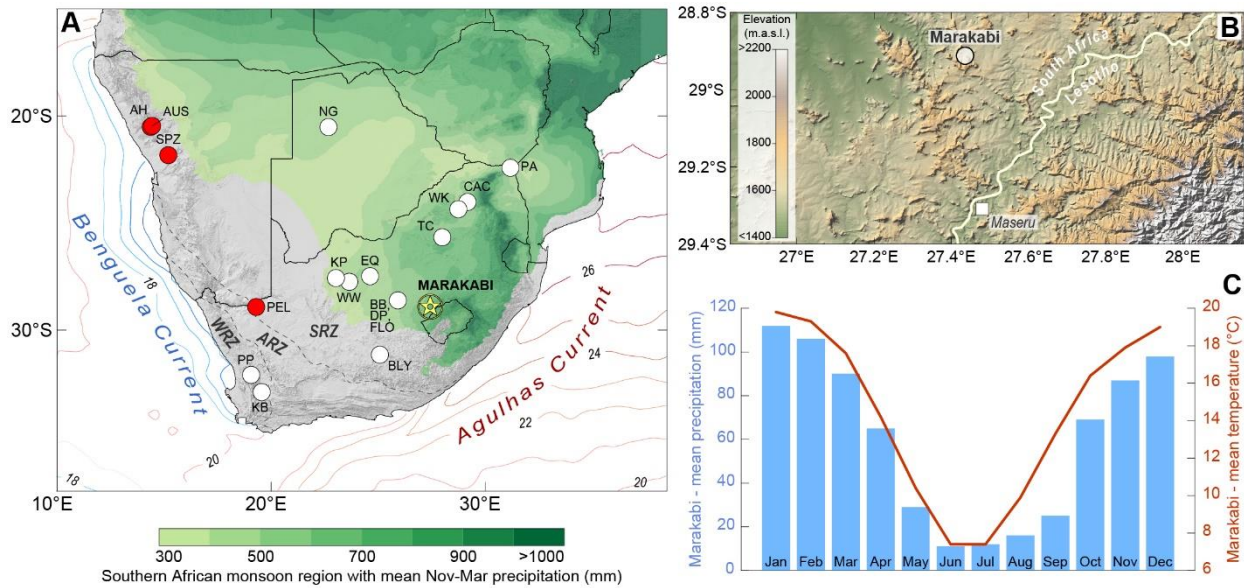 A
20°S
30°S
10°E
20°E
30°E
AH
AUS
SPZ
NG
PA
CAC
WK
TC
KP
EQ
WW
BB,
DP,
FLO
MARAKABI
PEL
WRZ
ARZ
SRZ
PP
KB
BLY
Benguela Current
Agulhas Current
18
18
20
26
24
22
20
300
500
700
900
>1000
Southern African monsoon region with mean Nov-Mar precipitation (mm)
B
28.8°S
29°S
29.2°S
29.4°S
Elevation
(m.a.s.l.)
>2200
2000
1800
1600
<1400
Marakabi
South Africa
Lesotho
Maseru
27°E
27.2°E
27.4°E
27.6°E
27.8°E
28°E
C
Marakabi - mean precipitation (mm)
120
100
80
60
40
20
0
Jan
Feb
Mar
Apr
May
Jun
Jul
Aug
Sep
Oct
Nov
Dec
20
18
16
14
12
10
8
6
Marakabi - mean temperature (°C)